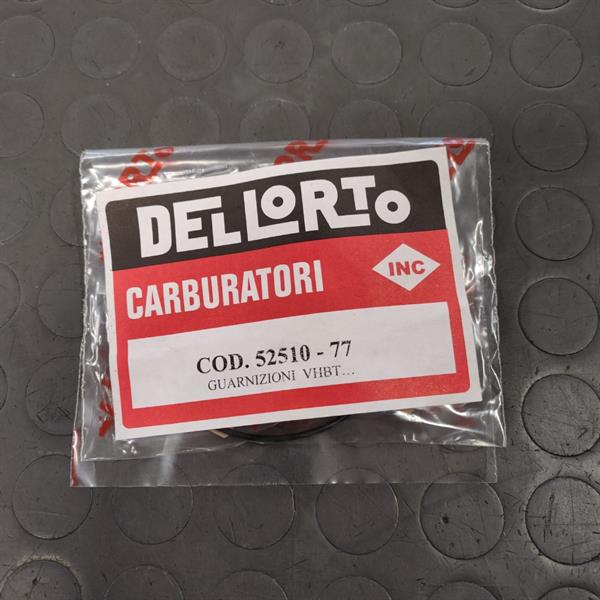 DELLORTO
CARBURATORI
INC
COD. 52510 - 77
GUARNIZIONI VHBT...